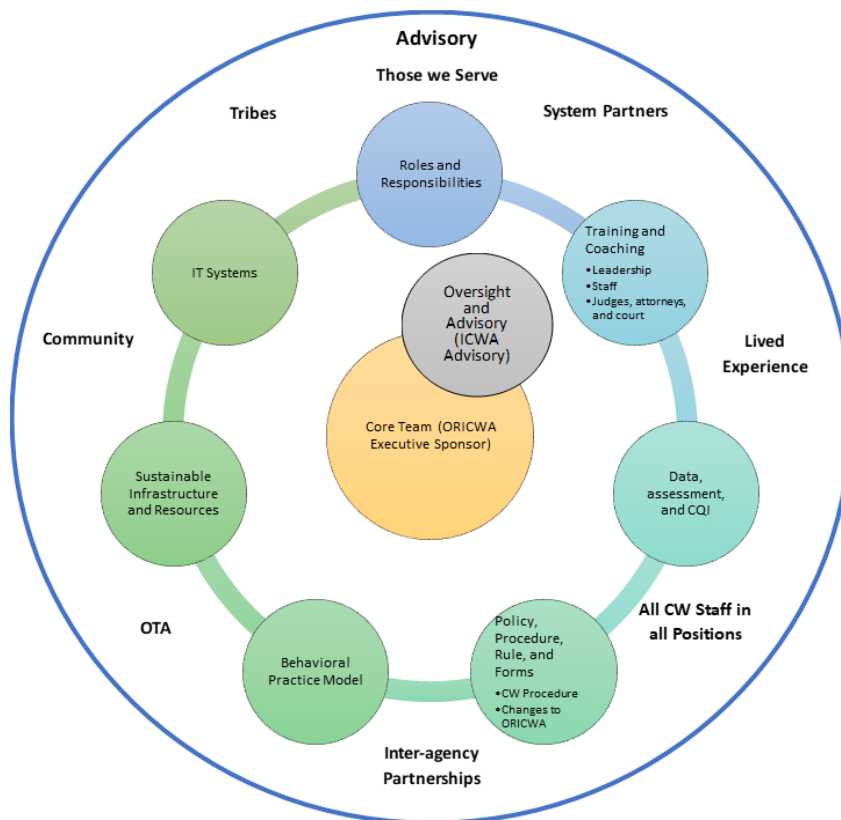 Advisory
Those we Serve
Tribes
System Partners
Roles and
Responsibilities
Training and
Coaching
•Leadership
•Staff
•Judges, attorneys,
and court
IT Systems
Oversight
and
Advisory
(ICWA
Advisory)
Community
Lived
Experience
Core Team (ORICWA
Executive Sponsor)
Sustainable
Infrastructure
and Resources
Data,
assessment,
and CQI
OTA
All CW Staff in
all Positions
Behavioral
Practice Model
Policy,
Procedure,
Rule, and
Forms
•CW Procedure
•Changes to
ORICWA
Inter-agency
Partnerships